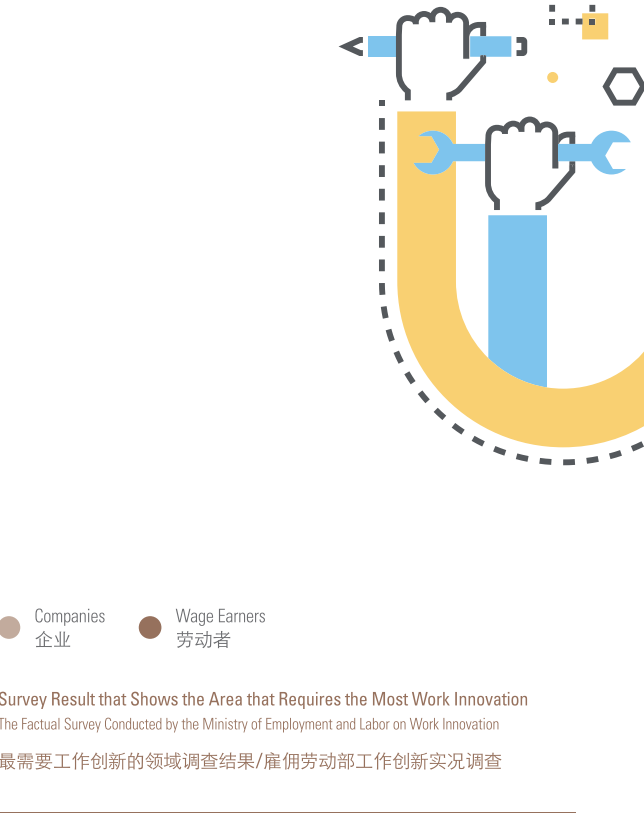 Companies
企业
Wage Earners
劳动者
Survey Result that Shows the Area that Requires the Most Work Innovation
The Factual Survey Conducted by the Ministry of Employment and Labor on Work Innovation
最需要工作创新的领域调查结果/雇佣劳动部工作创新实况调查